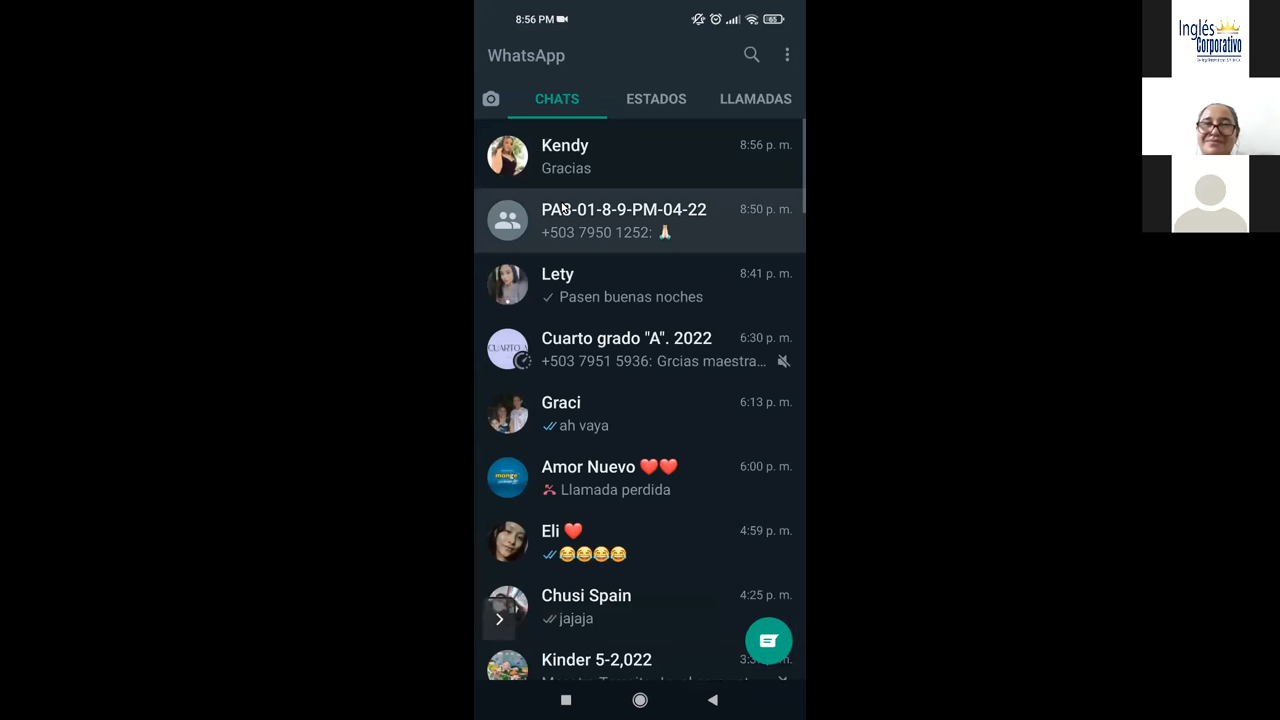 8:56 PM
65
WhatsApp
CHATS
ESTADOS
LLAMADAS
Kendy
8:56 p. m.
Gracias
PA3-01-8-9-PM-04-22
8:50 p. m.
+503 7950 1252: 🙏🏻
Lety
8:41 p. m.
Pasen buenas noches
Cuarto grado "A". 2022
6:30 p. m.
+503 7951 5936: Grcias maestra...
Graci
6:13 p. m.
ah vaya
Amor Nuevo ❤️❤️
6:00 p. m.
Llamada perdida
monge
Eli ❤️
4:59 p. m.
😂😂😂😂
Chusi Spain
4:25 p. m.
jajaja
Kinder 5-2,022
Inglés
Corporativo